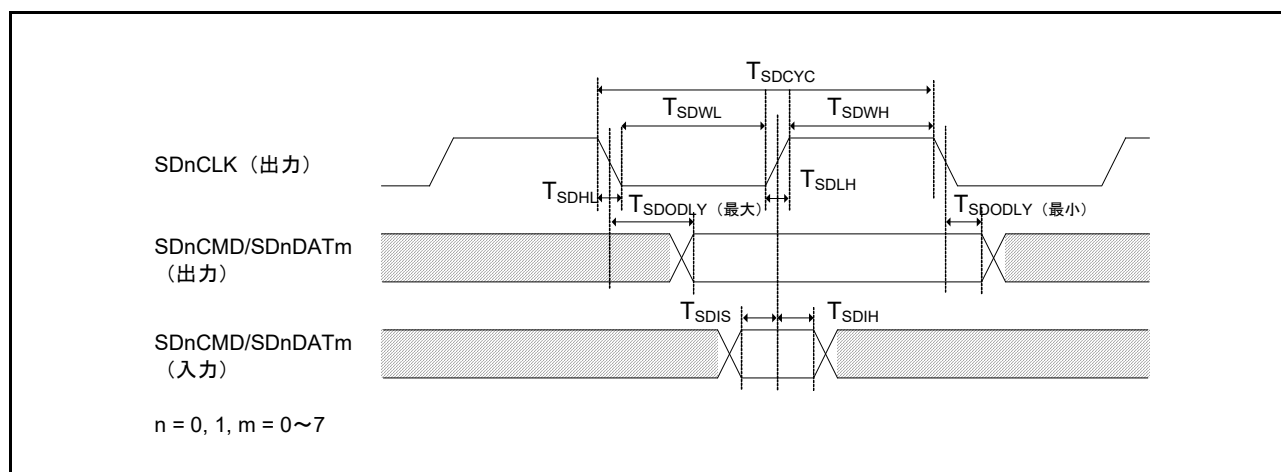 TSDCYC
TSDWL
TSDWH
SDnCLK（出力）
TSDHL
TSDLH
TSDODLY（最大）
TSDODLY（最小）
SDnCMD/SDnDATm
（出力）
TSDIS
TSDIH
SDnCMD/SDnDATm
（入力）
n = 0, 1, m = 0～7